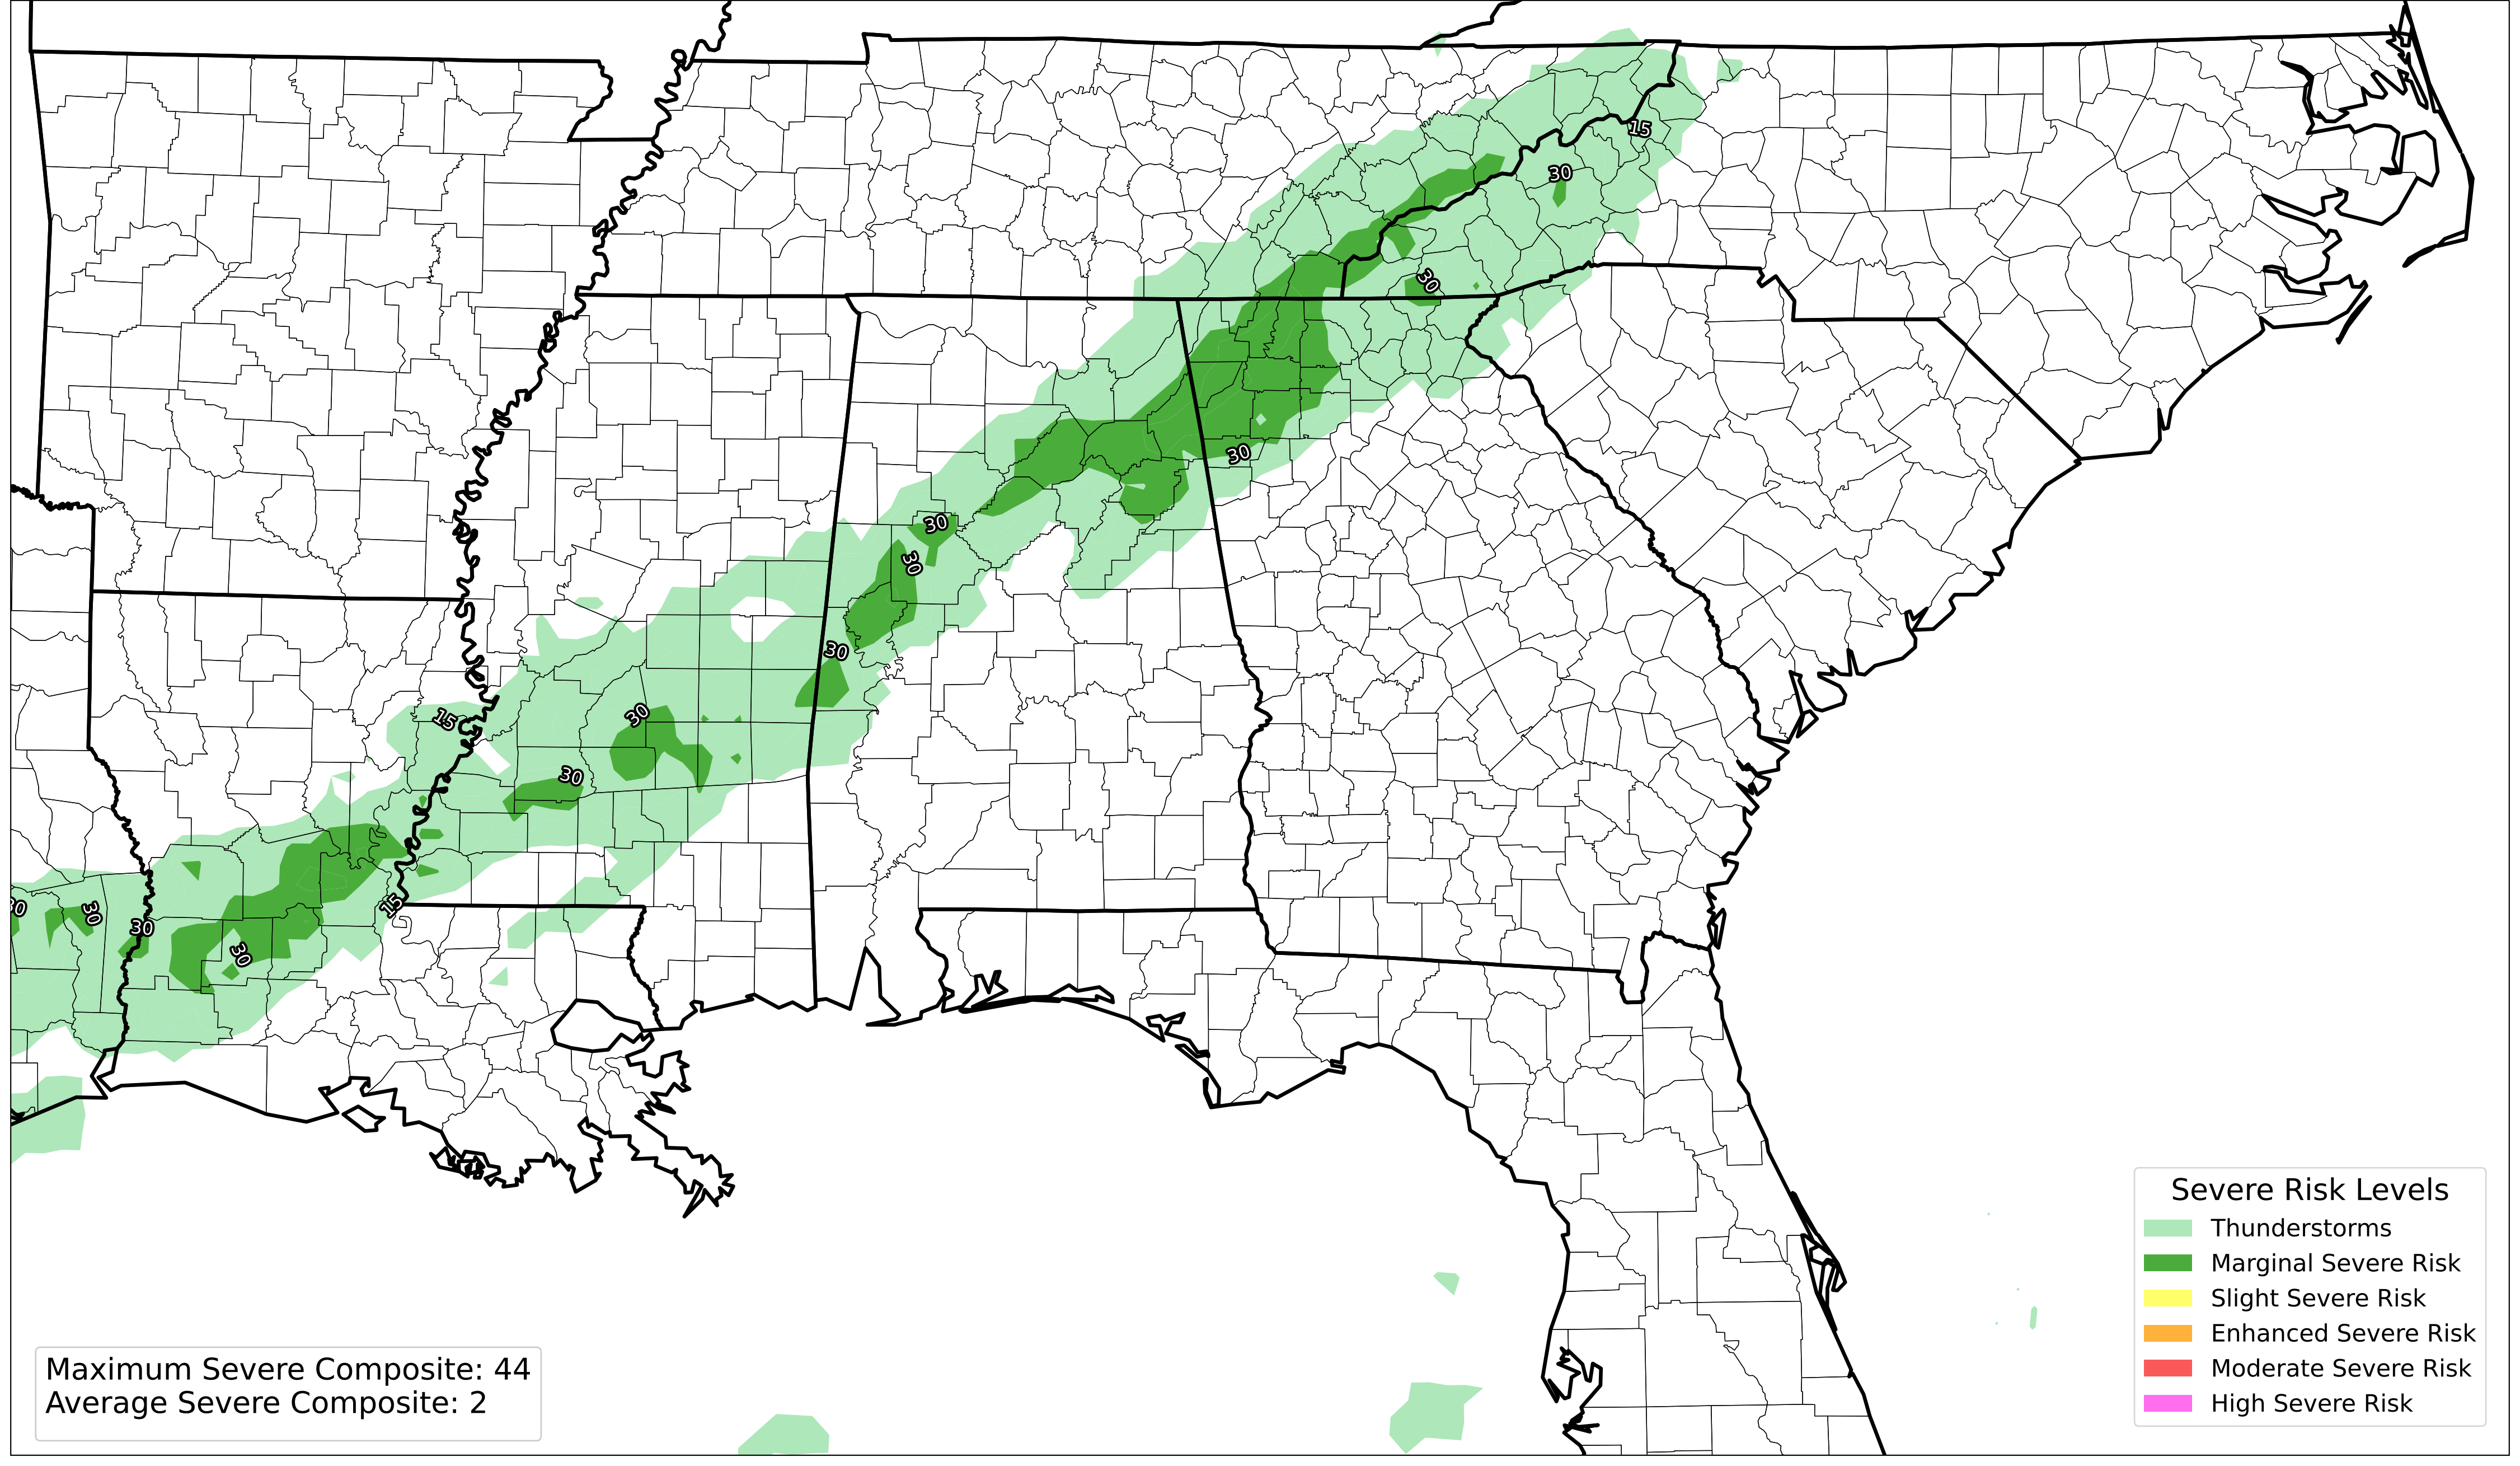 15
30
30
30
30
30
30
30
15
30
15
30
30
30
30
Severe Risk Levels
Thunderstorms
Marginal Severe Risk
Slight Severe Risk
Enhanced Severe Risk
Moderate Severe Risk
High Severe Risk
Maximum Severe Composite: 44
Average Severe Composite: 2